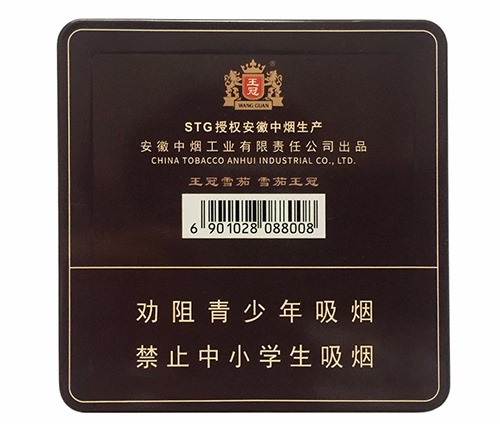 王冠
WANG GUAN
STG授权安徽中烟生产
安徽中烟工业有限责任公司出品
CHINA TOBACCO ANHUI INDUSTRIAL CO., LTD.
王冠雪茄 雪茄王冠
6 901028 088008
劝阻青少年吸烟
禁止中小学生吸烟